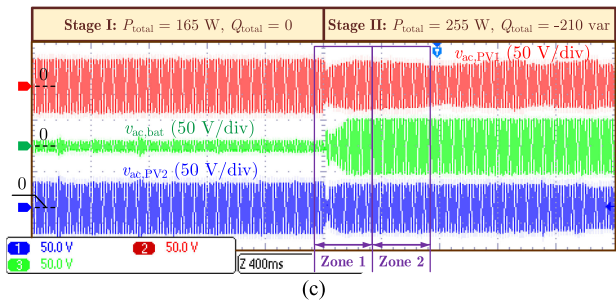 Stage I: P_total = 165 W, Q_total = 0
Stage II: P_total = 255 W, Q_total = -210 var
v_ac,PV1 (50 V/div)
0
v_ac,bat (50 V/div)
0
v_ac,PV2 (50 V/div)
0
1 50.0 V 2 50.0 V
3 50.0 V
Z 400ms
Zone 1 Zone 2
(c)